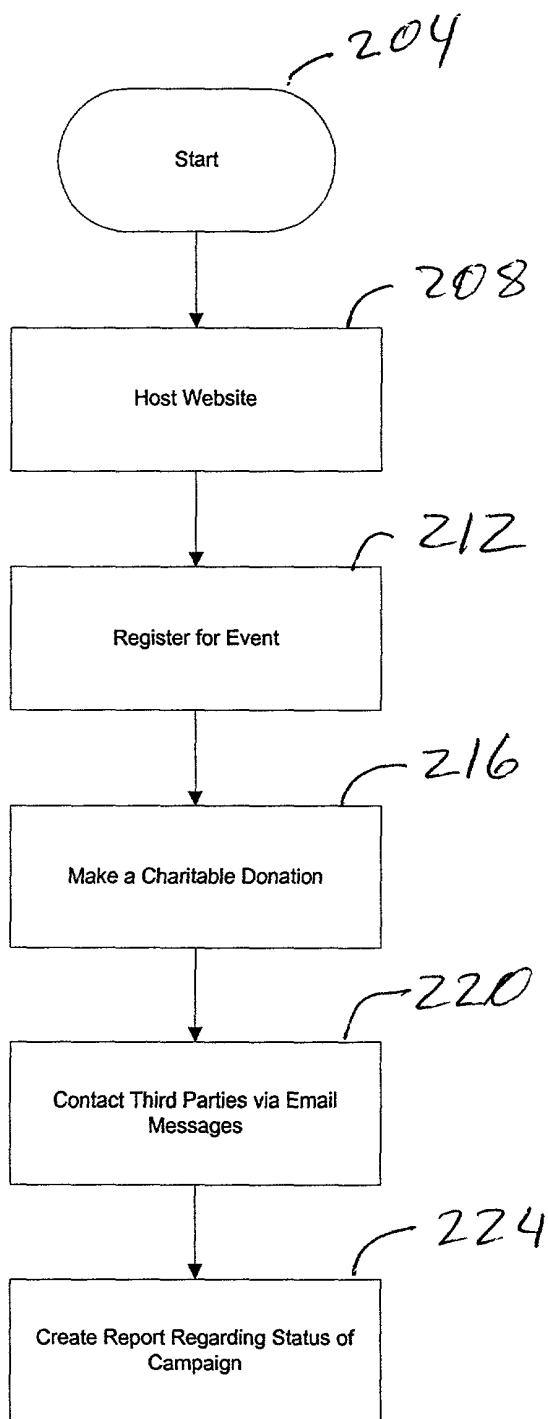 204
Start
208
Host Website
212
Register for Event
216
Make a Charitable Donation
220
Contact Third Parties via Email
Messages
224
Create Report Regarding Status of
Campaign